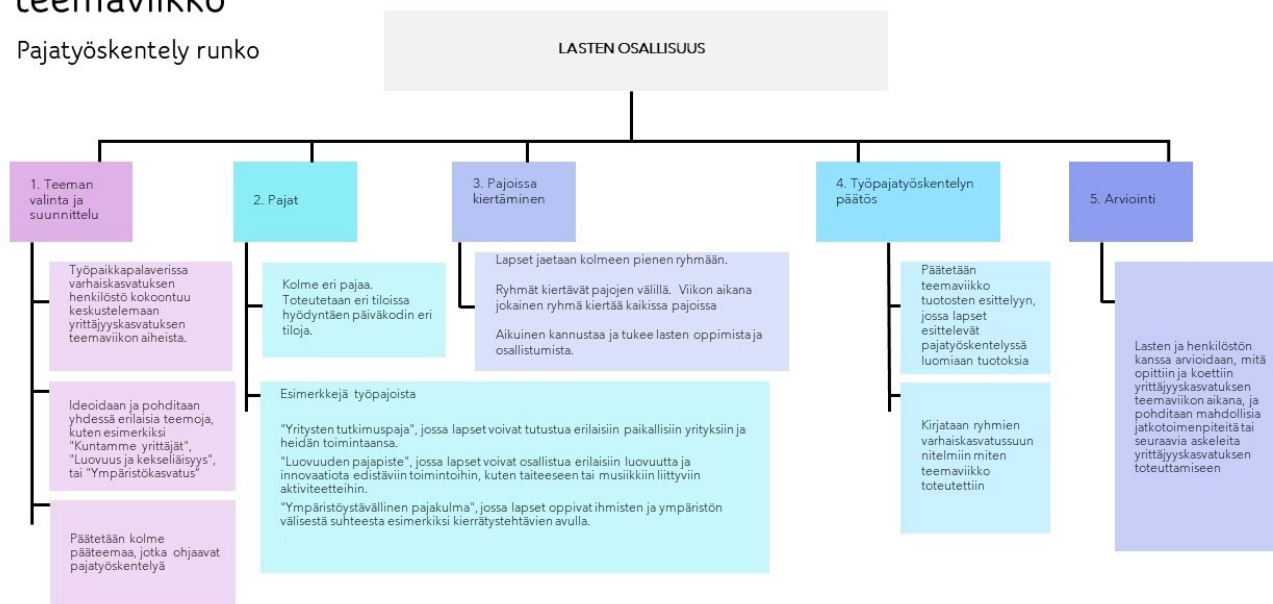 teemaviikko
Pajatyöskentely runko
LASTEN OSALLISUUS
1. Teeman
valinta ja
suunnittelu
Työpaikkapalaverissa
varhaiskasvatuksen
henkilöstö kokoontuu
keskustelemaan
yrittäjyyskasvatuksen
teemaviikon aiheista.
Ideoidaan ja pohditaan
yhdessä erilaisia teemoja,
kuten esimerkiksi
"Kuntamme yrittäjät",
"Luovuus ja kekseliäisyys",
tai "Ympäristökasvatus"
Päätetään kolme
pääteemaa, jotka ohjaavat
pajatyöskentelyä
2. Pajat
Kolme eri pajaa.
Toteutetaan eri tiloissa
hyödyntäen päiväkodin eri
tiloja.
Esimerkkejä työpajoista
"Yritysten tutkimuspaja", jossa lapset voivat tutustua erilaisiin paikallisiin yrityksiin ja
heidän toimintaansa.
"Luovuuden pajapiste", jossa lapset voivat osallistua erilaisiin luovuutta ja
innovaatiota edistäviin toimintoihin, kuten taiteeseen tai musiikkiin liittyviin
aktiviteetteihin.
"Ympäristöystävällinen pajakulma", jossa lapset oppivat ihmisten ja ympäristön
välisestä suhteesta esimerkiksi kierrätystehtävien avulla.
3. Pajoissa
kiertäminen
Lapset jaetaan kolmeen pienen ryhmään.
Ryhmät kiertävät pajojen välillä. Viikon aikana
jokainen ryhmä kiertää kaikissa pajoissa
Aikuinen kannustaa ja tukee lasten oppimista ja
osallistumista.
4. Työpajatyöskentelyn
päätös
Päätetään
teemaviikko
tuotosten esittelyyn,
jossa lapset
esittelevät
pajatyöskentelyssä
luomiaan tuotoksia
Kirjataan ryhmien
varhaiskasvatussuun
nitelmiin miten
teemaviikko
toteutettiin
5. Arviointi
Lasten ja henkilöstön
kanssa arvioidaan, mitä
opittiin ja koettiin
yrittäjyyskasvatuksen
teemaviikon aikana, ja
pohditaan mahdollisia
jatkotoimenpiteitä tai
seuraavia askeleita
yrittäjyyskasvatuksen
toteuttamiseen